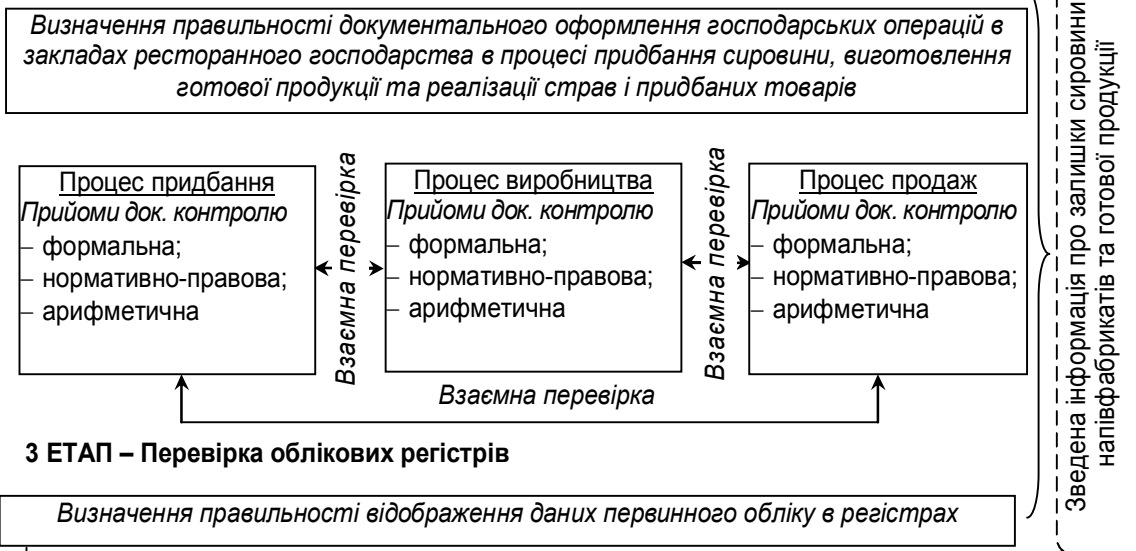 Визначення правильності документального оформлення господарських операцій в
закладах ресторанного господарства в процесі придбання сировини, виготовлення
готової продукції та реалізації страв і придбаних товарів
Процес придбання
Прийоми док. контролю
– формальна;
– нормативно-правова;
– арифметична
Взаємна перевірка
Процес виробництва
Прийоми док. контролю
– формальна;
– нормативно-правова;
– арифметична
Взаємна перевірка
Процес продаж
Прийоми док. контролю
– формальна;
– нормативно-правова;
– арифметична
Взаємна перевірка
3 ЕТАП – Перевірка облікових регістрів
Визначення правильності відображення даних первинного обліку в регістрах
Зведена інформація про залишки сировини
напівфабрикатів та готової продукції